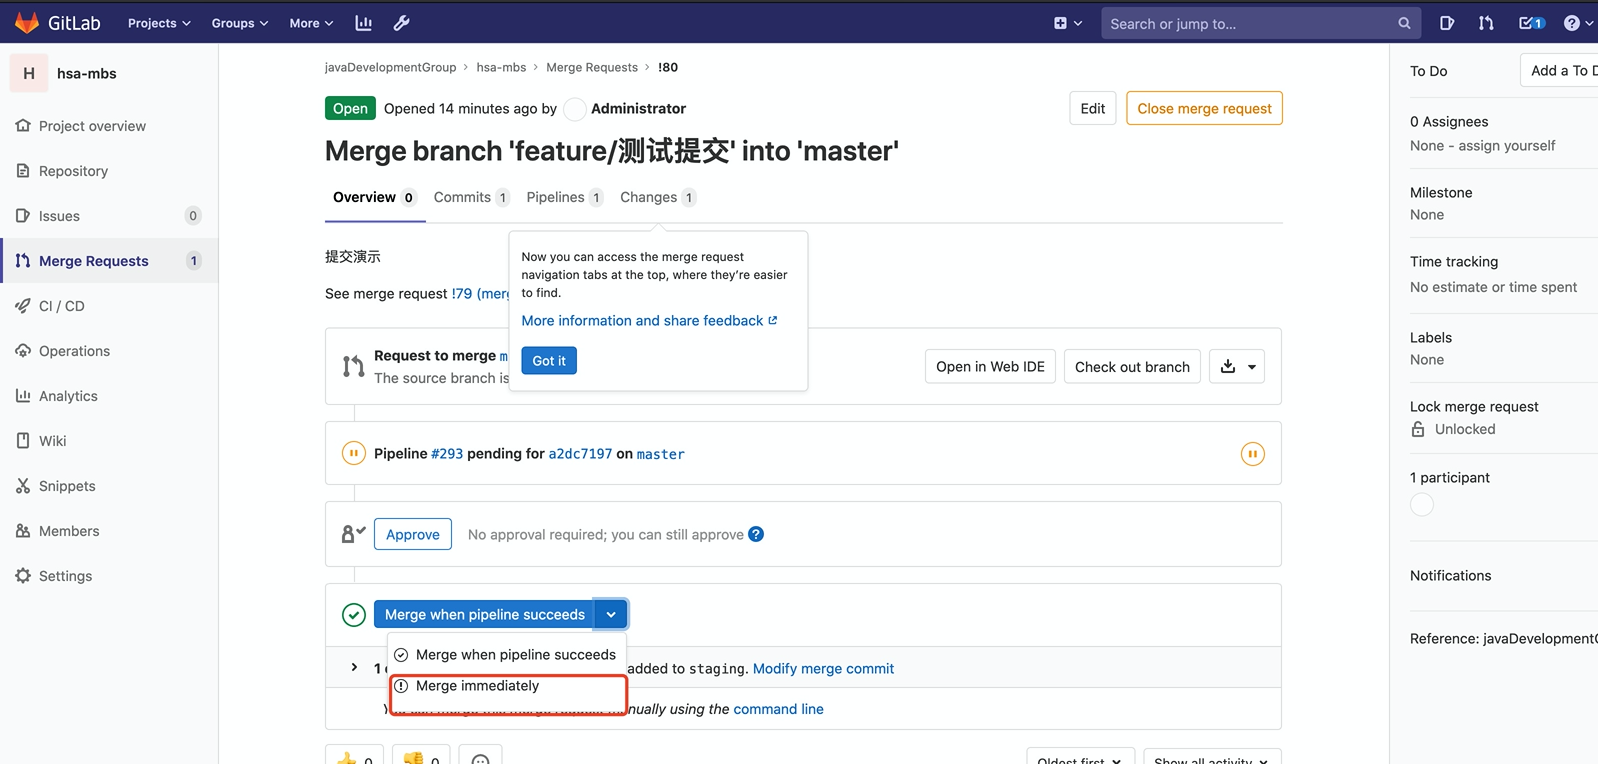 GitLab Projects Groups More Search or jump to... 1
H hsa-mbs
Project overview
Repository
Issues 0
Merge Requests 1
CI / CD
Operations
Analytics
Wiki
Snippets
Members
Settings
javaDevelopmentGroup › hsa-mbs › Merge Requests › !80
Open Opened 14 minutes ago by Administrator Edit Close merge request
Merge branch 'feature/测试提交' into 'master'
Overview 0 Commits 1 Pipelines 1 Changes 1
提交演示
See merge request !79
Now you can access the merge request
navigation tabs at the top, where they're easier
to find.
More information and share feedback
Got it
Request to merge
The source branch is
Open in Web IDE Check out branch
Pipeline #293 pending for a2dc7197 on master
Approve No approval required; you can still approve
Merge when pipeline succeeds
Merge when pipeline succeeds
1 added to staging. Modify merge commit
Merge immediately
using the command line
0 0 Oldest first Show all activity
To Do Add a To
0 Assignees
None - assign yourself
Milestone
None
Time tracking
No estimate or time spent
Labels
None
Lock merge request
Unlocked
1 participant
Notifications
Reference: javaDevelopment